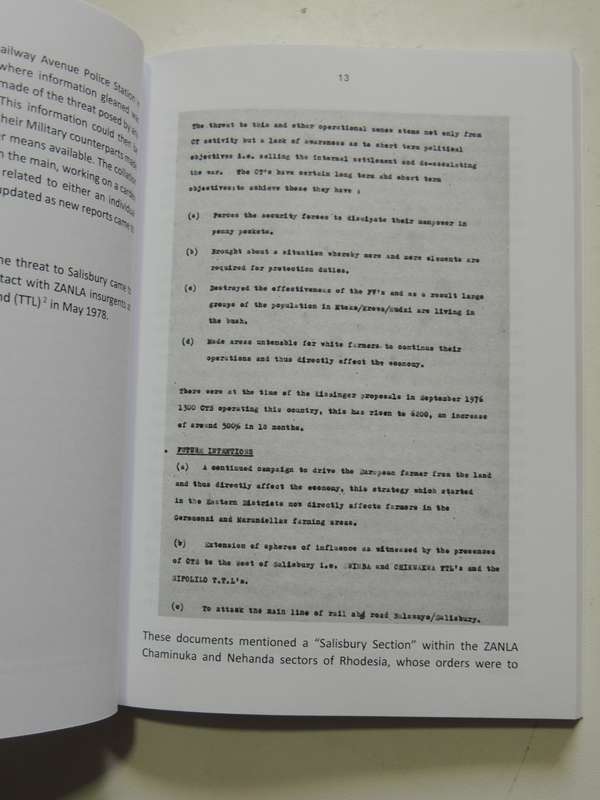 ailway Avenue Police Station
where information gleaned
made of the threat posed by
This information could then
heir Military counterparts
r means available. The collation
n the main, working on a
related to either an individual
updated as new reports came to
he threat to Salisbury came
tact with ZANLA insurgents
nd (TTL)² in May 1978.
13
The threat to this and other operational zones stems not only from
CT activity but a lack of awareness as to short term political
objectives i.e. selling the internal settlement and de-escalating
the war. The CT's have certain long term and short term
objectives:to achieve these they have :
(a) Forces the security forces to dissipate their manpower in
penny pockets.
(b) Brought about a situation whereby more and more elements are
required for protection duties.
(c) Destroyed the effectiveness of the PV's and as a result large
groups of the population in Mtoko/Mrewa/Mudzi are living in
the bush.
(d) Made areas untenable for white farmers to continue their
operations and thus directly affect the economy.
There were at the time of the Kissinger proposals in September 1976
1300 CTS operating this country, this has risen to 6200, an increase
of around 500% in 18 months.
FUTURE INTENTIONS
(a) A continued campaign to drive the European farmer from the land
and thus directly affect the economy, this strategy which started
in the Eastern Districts now directly affects farmers in the
Geromonzi and Marandellas farming areas.
(b) Extension of spheres of influence as witnessed by the presences
of CTS to the West of Salisbury i.e. ZWIMBA and CHIKWAKWA TTL's and the
SIPOLILO T.T.L's.
(c) To attack the main line of rail and road Bulawayo/Salisbury.
These documents mentioned a “Salisbury Section” within the ZANLA
Chaminuka and Nehanda sectors of Rhodesia, whose orders were to